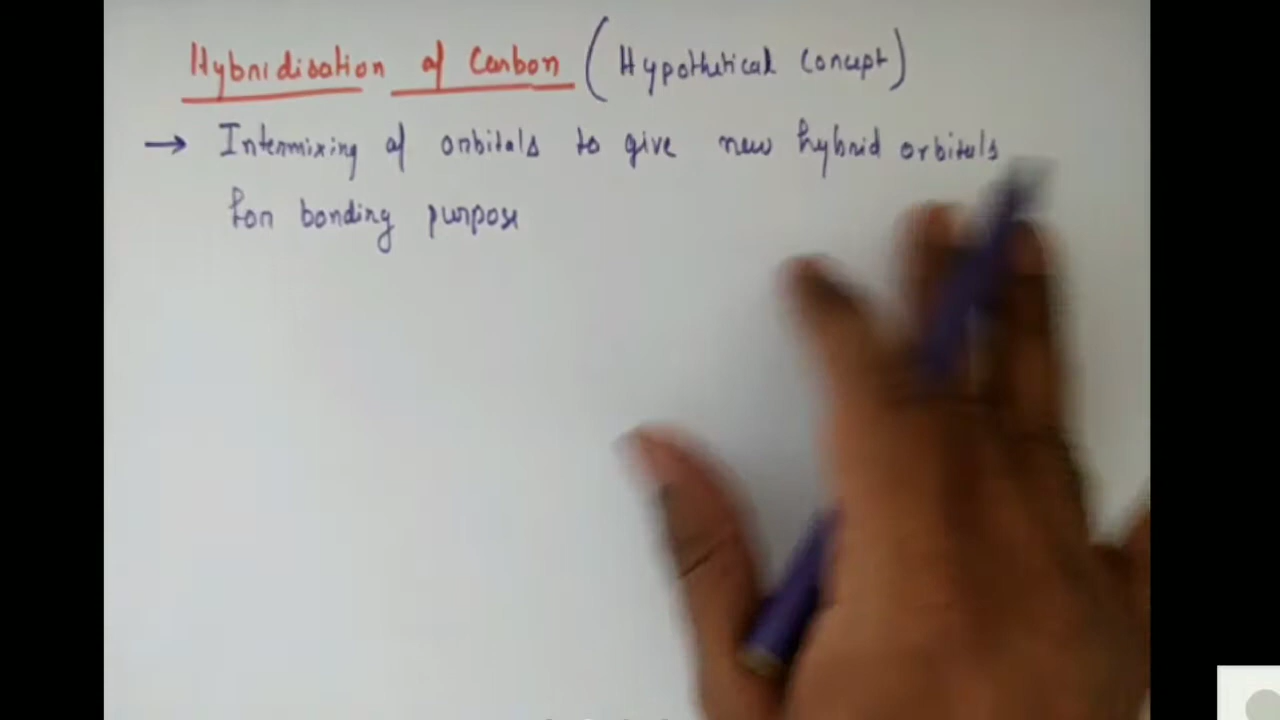 Hybridisation of Carbon (Hypothetical Concept)
→ Intermixing of orbitals to give new hybrid orbitals
for bonding purpose